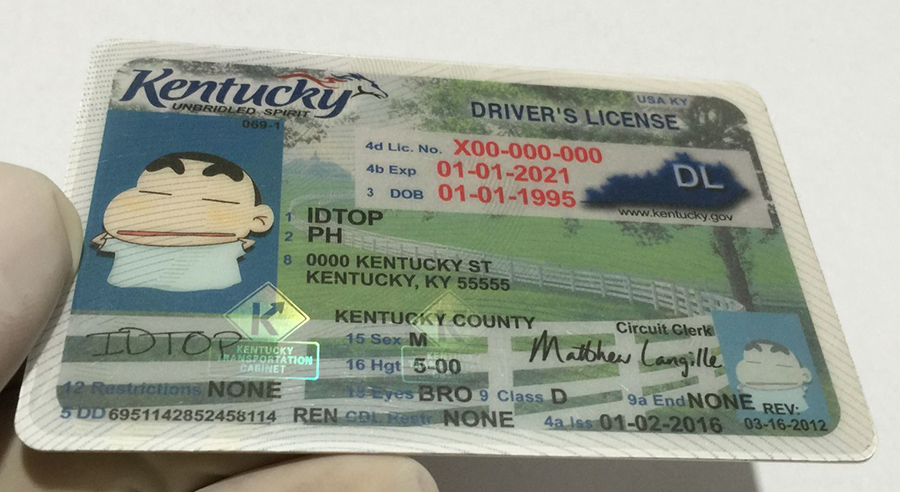 Kentucky
UNBRIDLED SPIRIT
069-1
USA KY
DRIVER'S LICENSE
4d Lic. No. X00-000-000
4b Exp 01-01-2021
3 DOB 01-01-1995
DL
www.kentucky.gov
1 IDTOP
2 PH
8 0000 KENTUCKY ST
KENTUCKY, KY 55555
KENTUCKY COUNTY
15 Sex M
16 Hgt 5-00
Circuit Clerk
Matthew Langille
IDTOP
K
KENTUCKY
TRANSPORTATION
CABINET
12 Restrictions NONE
18 Eyes BRO 9 Class D
9a End NONE
REV:
03-16-2012
5 DD 6951142852458114 REN CDL Restr NONE
4a Iss 01-02-2016